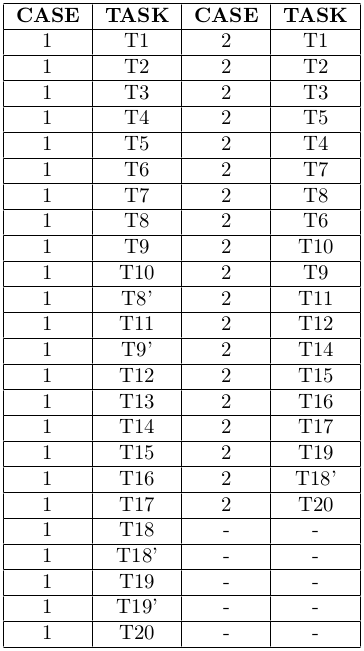 CASE TASK CASE TASK
1 T1 2 T1
1 T2 2 T2
1 T3 2 T3
1 T4 2 T5
1 T5 2 T4
1 T6 2 T7
1 T7 2 T8
1 T8 2 T6
1 T9 2 T10
1 T10 2 T9
1 T8' 2 T11
1 T11 2 T12
1 T9' 2 T14
1 T12 2 T15
1 T13 2 T16
1 T14 2 T17
1 T15 2 T19
1 T16 2 T18'
1 T17 2 T20
1 T18 - -
1 T18' - -
1 T19 - -
1 T19' - -
1 T20 - -